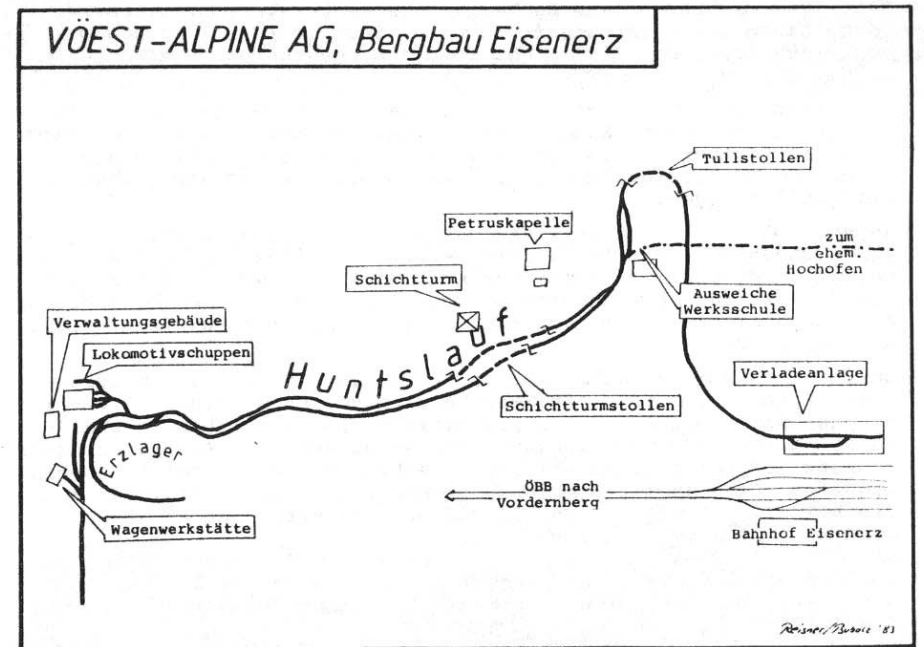 VÖEST-ALPINE AG, Bergbau Eisenerz
Tullstollen
Petruskapelle
zum
ehem.
Hochofen
Schichtturm
Ausweiche
Werksschule
Verwaltungsgebäude
Lokomotivschuppen
Huntslauf
Verladeanlage
Schichtturmstollen
Erzlager
ÖBB nach
Vordernberg
Wagenwerkstätte
Bahnhof Eisenerz
Reisner/ '83